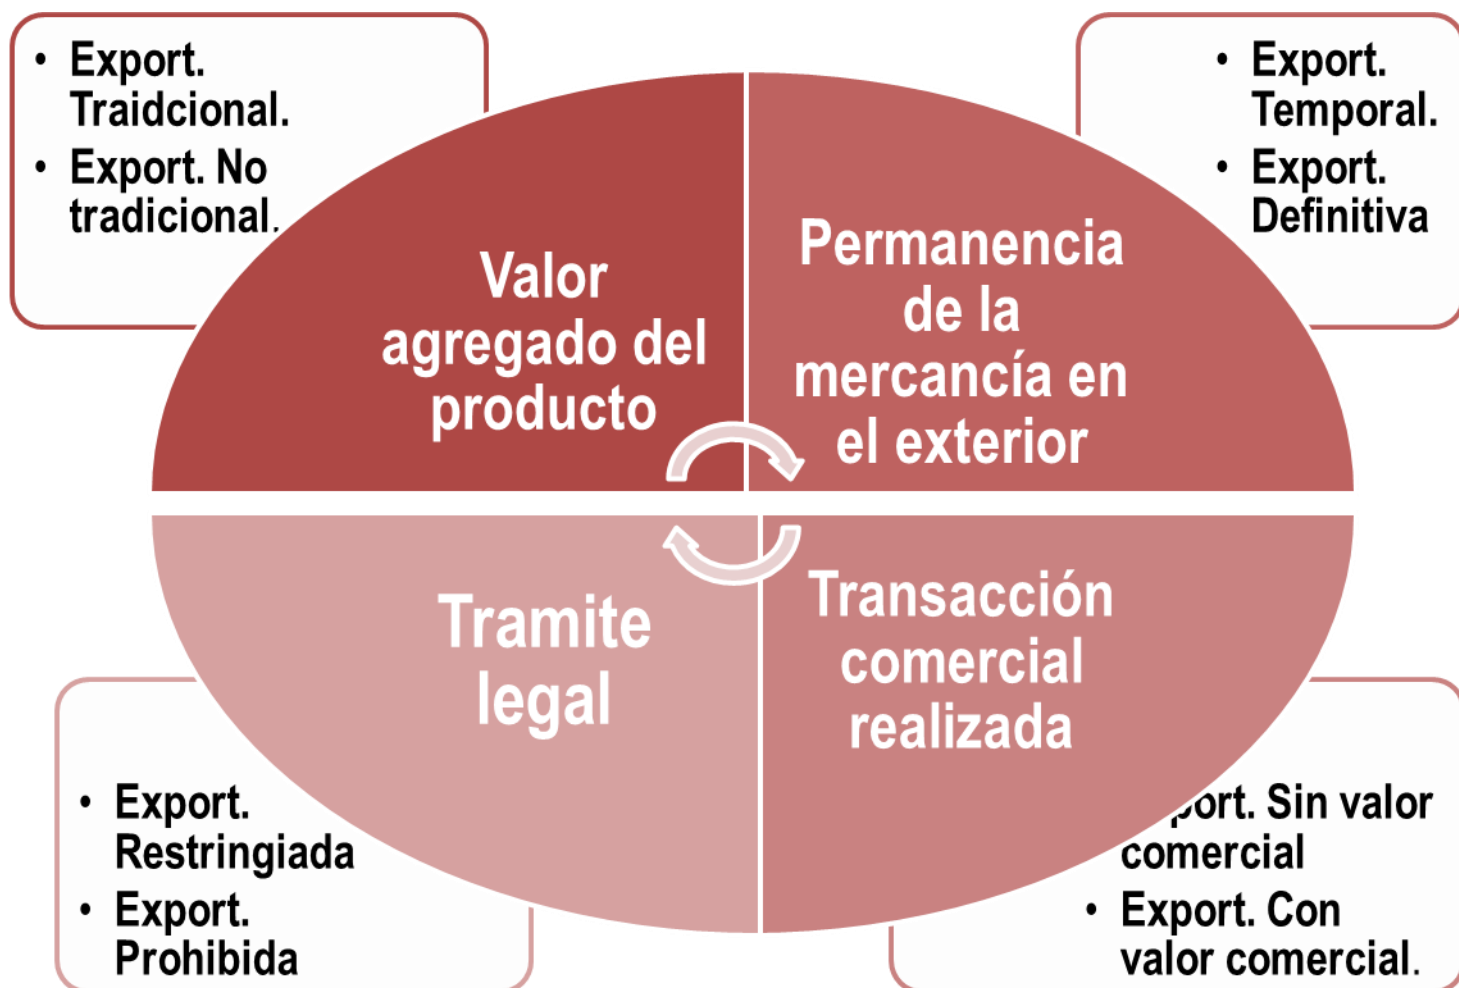 • Export.
Traidcional.
• Export. No
tradicional.
• Export.
Temporal.
• Export.
Definitiva
Valor
agregado del
producto
Permanencia
de la
mercancía en
el exterior
Tramite
legal
Transacción
comercial
realizada
• Export.
Restringiada
• Export.
Prohibida
Sin valor
comercial
• Export. Con
valor comercial.